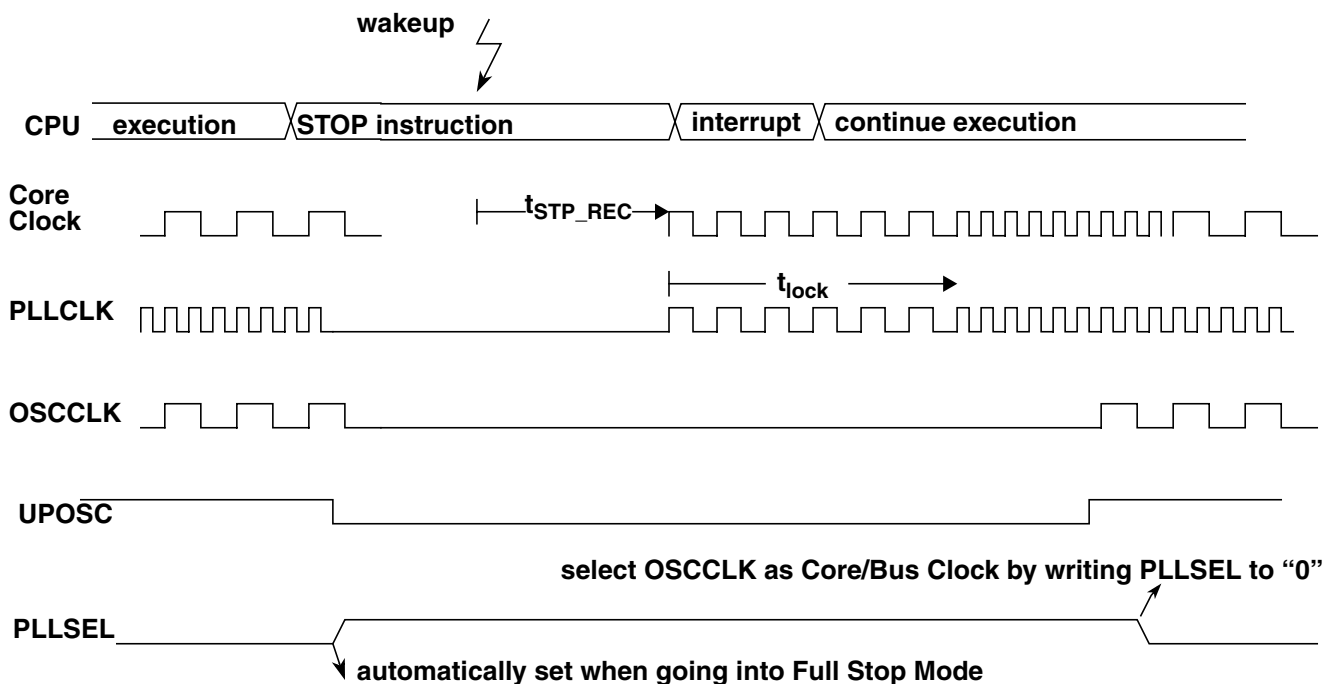 wakeup
CPU execution STOP instruction interrupt continue execution
Core
Clock
tSTP_REC
PLLCLK
tlock
OSCCLK
UPOSC
select OSCCLK as Core/Bus Clock by writing PLLSEL to “0”
PLLSEL
automatically set when going into Full Stop Mode